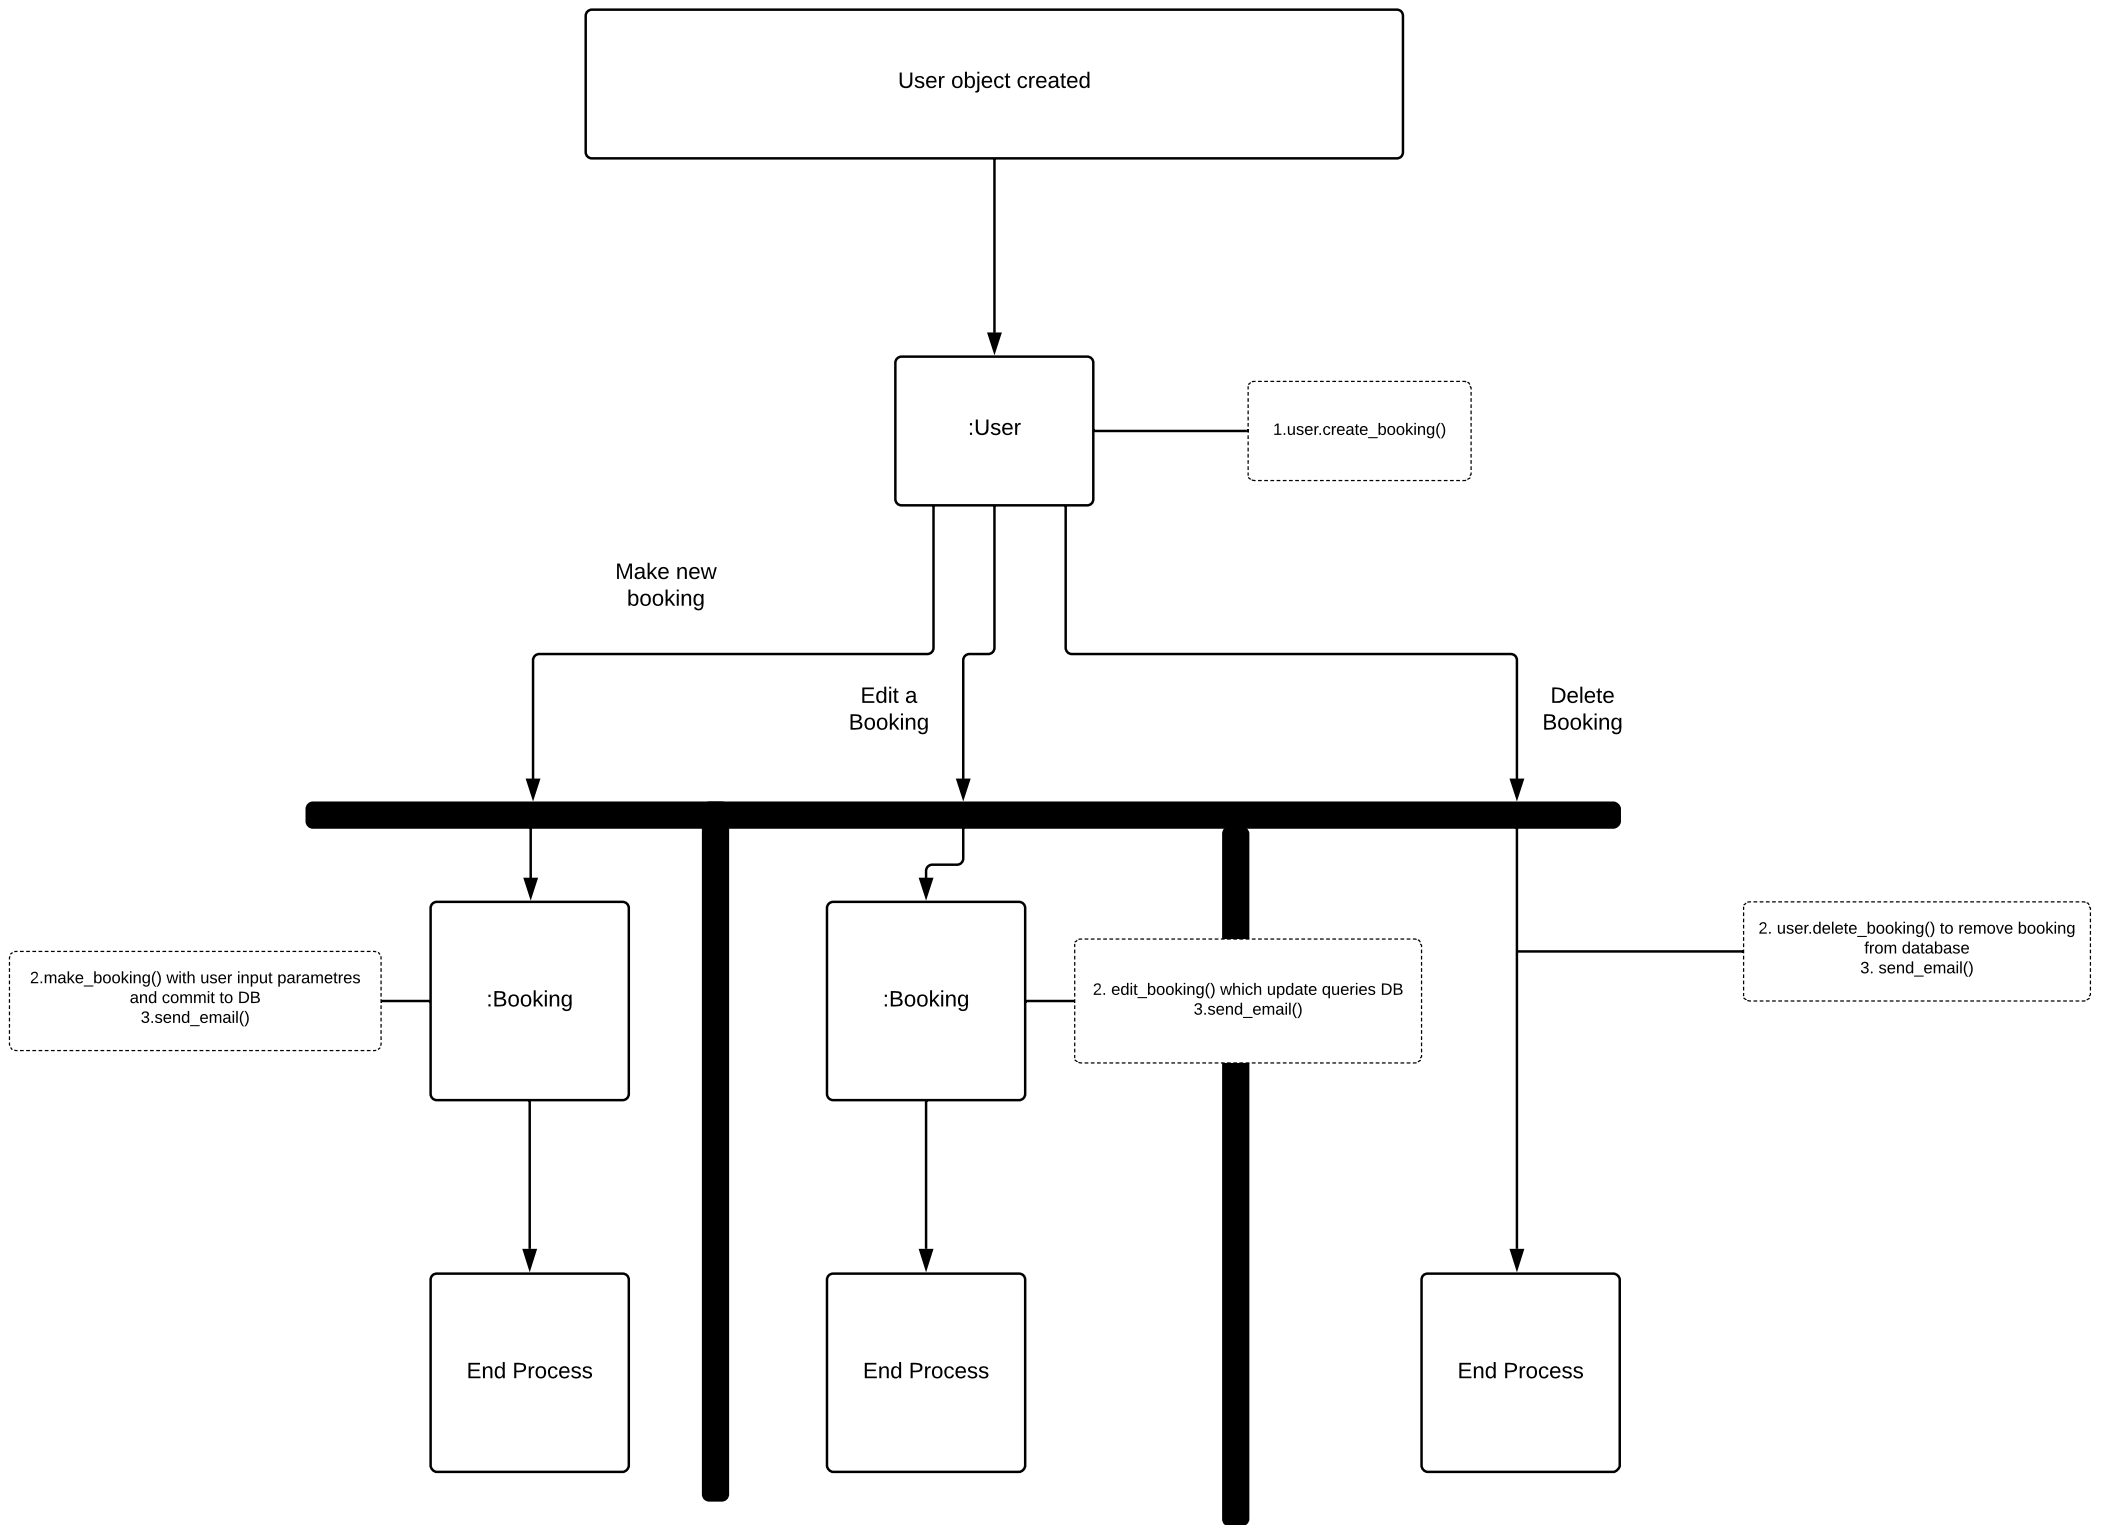 User object created
:User
1.user.create_booking()
Make new
booking
Edit a
Booking
Delete
Booking
2.make_booking() with user input parametres
and commit to DB
3.send_email()
:Booking
:Booking
2. edit_booking() which update queries DB
3.send_email()
2. user.delete_booking() to remove booking
from database
3. send_email()
End Process
End Process
End Process